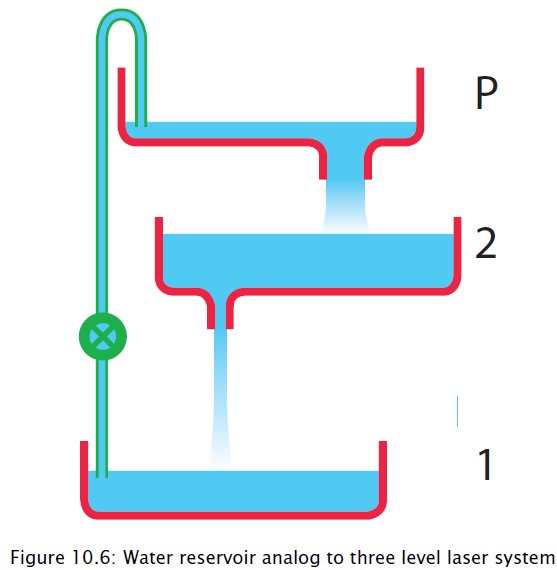 P
2
1
Figure 10.6: Water reservoir analog to three level laser system